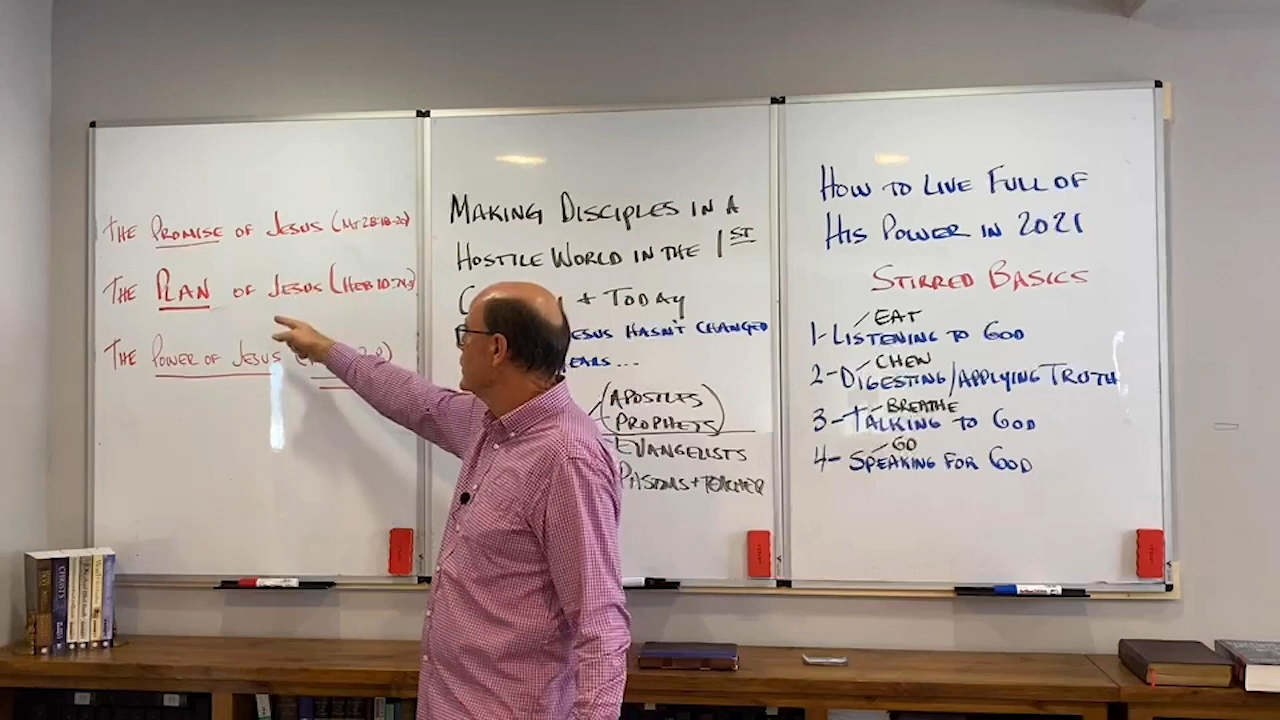 THE PROMISE OF JESUS (MT 28:18-20)
THE PLAN OF JESUS (HEB 10:7
THE POWER OF JESUS
MAKING DISCIPLES IN A
HOSTILE WORLD IN THE 1ST
+ TODAY
ESUS HASN'T CHANGED
EARS...
(APOSTLES)
(PROPHETS)
EVANGELISTS
PASTORS + TEACHER
HOW TO LIVE FULL OF
HIS POWER IN 2021
STIRRED BASICS
EAT
1-LISTENING TO GOD
CHEW
2-DIGESTING/APPLYING TRUTH
BREATHE
3-TALKING TO GOD
GO
4-SPEAKING FOR GOD
CHRIST'S